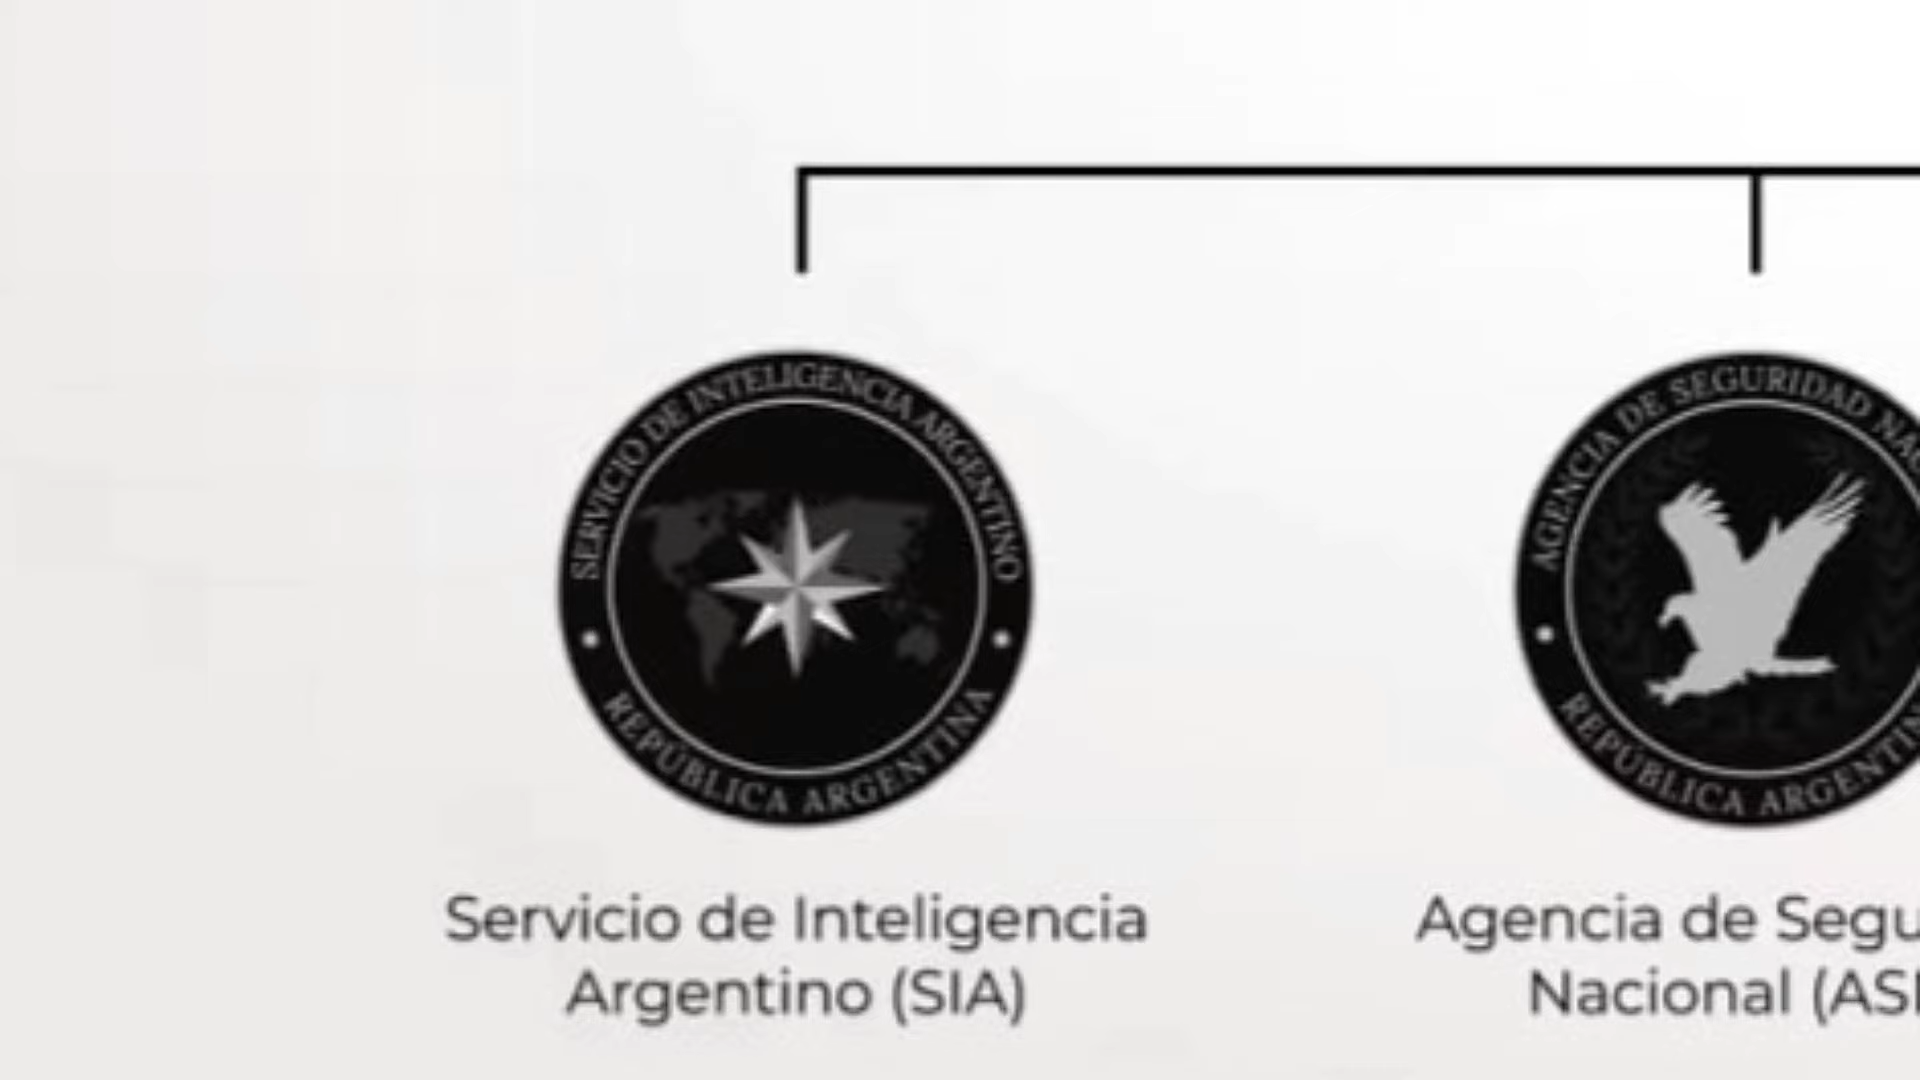 SERVICIO DE INTELIGENCIA ARGENTINO
REPÚBLICA ARGENTINA
Servicio de Inteligencia
Argentino (SIA)
AGENCIA DE SEGURIDAD
REPÚBLICA
Agencia de
Nacional